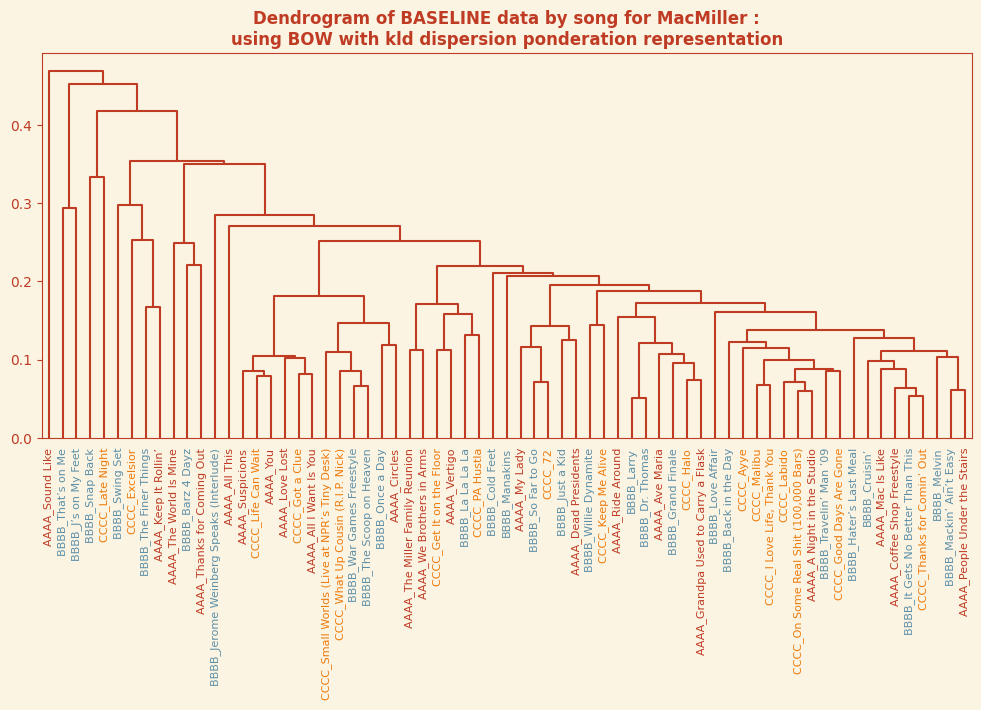 Dendrogram of BASELINE data by song for MacMiller :
using BOW with kld dispersion ponderation representation
0.4
0.3
0.2
0.1
0.0
AAAA_Sound Like
BBBB_That's on Me
BBBB_J's on My Feet
BBBB_Snap Back
CCCC_Late Night
BBBB_Swing Set
CCCC_Excelsior
BBBB_The Finer Things
AAAA_Keep It Rollin'
AAAA_The World Is Mine
BBBB_Barz 4 Dayz
AAAA_Thanks for Coming Out
BBBB_Jerome Weinberg Speaks (Interlude)
AAAA_All This
AAAA_Suspicions
CCCC_Life Can Wait
AAAA_You
AAAA_Love Lost
CCCC_Got a Clue
AAAA_All I Want Is You
CCCC_Small Worlds (Live at NPR's Tiny Desk)
CCCC_What Up Cousin (R.I.P. Nick)
BBBB_War Games Freestyle
BBBB_The Scoop on Heaven
BBBB_Once a Day
AAAA_Circles
AAAA_The Miller Family Reunion
AAAA_We Brothers in Arms
CCCC_Get It on the Floor
AAAA_Vertigo
BBBB_La La La La
CCCC_PA Hustla
BBBB_Cold Feet
BBBB_Manakins
AAAA_My Lady
BBBB_So Far to Go
CCCC_72
BBBB_Just a Kid
AAAA_Dead Presidents
BBBB_Willie Dynamite
CCCC_Keep Me Alive
AAAA_Ride Around
BBBB_Larry
BBBB_Dr. Thomas
AAAA_Ave Maria
BBBB_Grand Finale
CCCC_Hale
AAAA_Grandpa Used to Carry a Flask
BBBB_Love Affair
BBBB_Back in the Day
CCCC_Ayye
CCCC_Malibu
CCCC_I Love Life, Thank You
CCCC_Labido
CCCC_On Some Real Shit (100,000 Bars)
AAAA_A Night in the Studio
BBBB_Travelin' Man '09
CCCC_Good Days Are Gone
BBBB_Hater's Last Meal
BBBB_Cruisin'
AAAA_Mac Is Like
AAAA_Coffee Shop Freestyle
BBBB_It Gets No Better Than This
CCCC_Thanks for Comin' Out
BBBB_Melvin
BBBB_Mackin' Ain't Easy
AAAA_People Under the Stairs